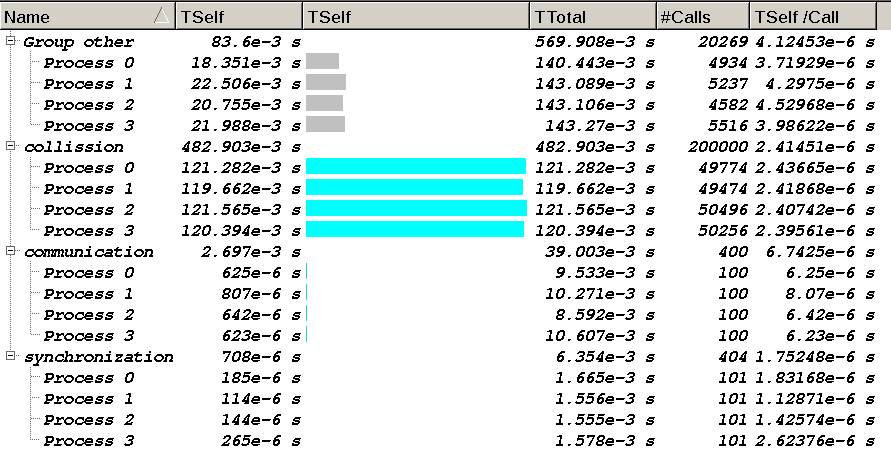 Name TSelf TSelf TTotal #Calls TSelf /Call
Group other 83.6e-3 s 569.908e-3 s 20269 4.12453e-6 s
Process 0 18.351e-3 s 140.443e-3 s 4934 3.71929e-6 s
Process 1 22.506e-3 s 143.089e-3 s 5237 4.2975e-6 s
Process 2 20.755e-3 s 143.106e-3 s 4582 4.52968e-6 s
Process 3 21.988e-3 s 143.27e-3 s 5516 3.98622e-6 s
collission 482.903e-3 s 482.903e-3 s 200000 2.41451e-6 s
Process 0 121.282e-3 s 121.282e-3 s 49774 2.43665e-6 s
Process 1 119.662e-3 s 119.662e-3 s 49474 2.41868e-6 s
Process 2 121.565e-3 s 121.565e-3 s 50496 2.40742e-6 s
Process 3 120.394e-3 s 120.394e-3 s 50256 2.39561e-6 s
communication 2.697e-3 s 39.003e-3 s 400 6.7425e-6 s
Process 0 625e-6 s 9.533e-3 s 100 6.25e-6 s
Process 1 807e-6 s 10.271e-3 s 100 8.07e-6 s
Process 2 642e-6 s 8.592e-3 s 100 6.42e-6 s
Process 3 623e-6 s 10.607e-3 s 100 6.23e-6 s
synchronization 708e-6 s 6.354e-3 s 404 1.75248e-6 s
Process 0 185e-6 s 1.665e-3 s 101 1.83168e-6 s
Process 1 114e-6 s 1.556e-3 s 101 1.12871e-6 s
Process 2 144e-6 s 1.555e-3 s 101 1.42574e-6 s
Process 3 265e-6 s 1.578e-3 s 101 2.62376e-6 s